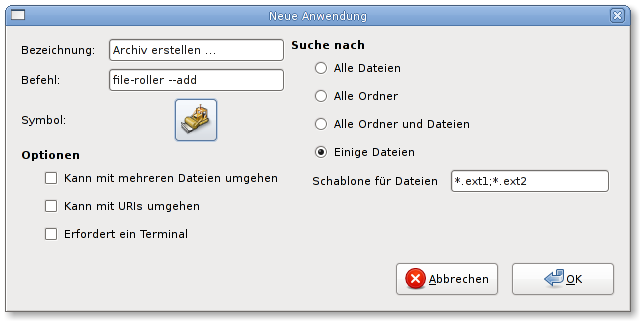 Neue Anwendung
Bezeichnung: Archiv erstellen ...
Befehl: file-roller --add
Symbol:
Optionen
Kann mit mehreren Dateien umgehen
Kann mit URIs umgehen
Erfordert ein Terminal
Suche nach
Alle Dateien
Alle Ordner
Alle Ordner und Dateien
Einige Dateien
Schablone für Dateien *.ext1;*.ext2
Abbrechen OK